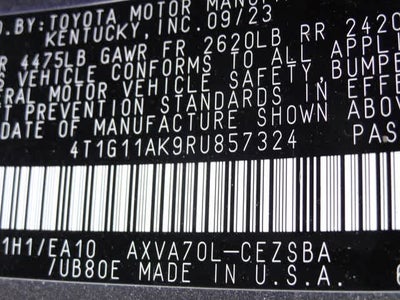 D.BY:TOYOTA MOTOR MANU
KENTUCKY,INC.09/23
R 4475LB GAWR FR 2620LB RR 2420
S VEHICLE CONFORMS TO ALL APPLI
ERAL MOTOR VEHICLE SAFETY,BUMPE
T PREVENTION STANDARDS IN EFFE
DATE OF MANUFACTURE SHOWN ABOVE
4T1G11AK9RU857324 PAS
1H1/EA10 AXVA70L-CEZSBA
/UB80E MADE IN U.S.A.